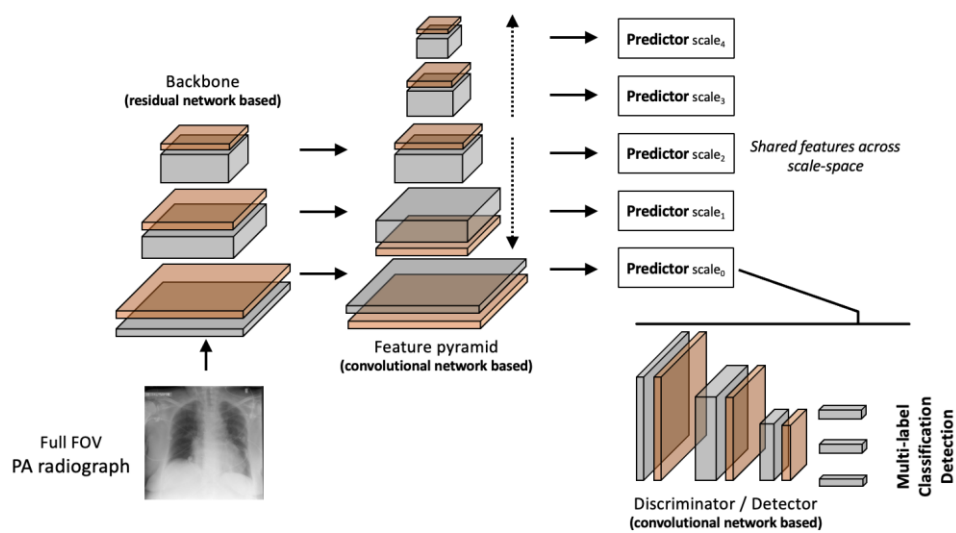 Backbone
(residual network based)
Predictor scale4
Predictor scale3
Predictor scale2
Shared features across
scale-space
Predictor scale1
Predictor scale0
Feature pyramid
(convolutional network based)
Full FOV
PA radiograph
Discriminator / Detector
(convolutional network based)
Multi-label
Classification
Detection